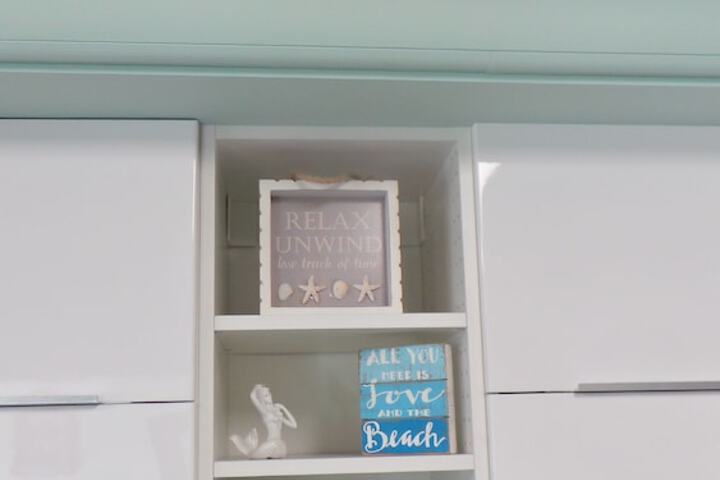 RELAX
UNWIND
lose track of time
ALL YOU
NEED IS
Love
AND THE
Beach